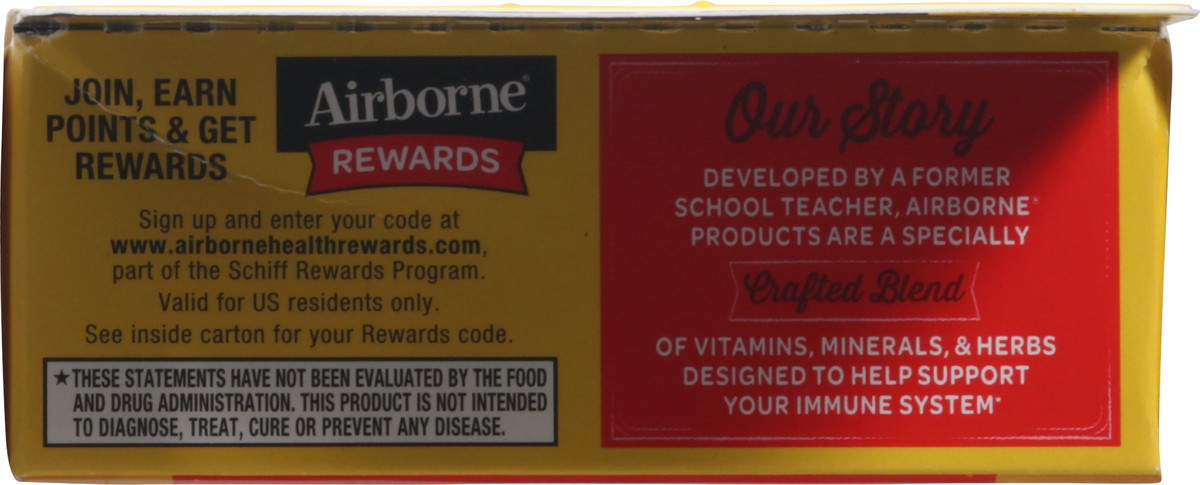 JOIN, EARN
POINTS & GET
REWARDS
Airborne®
REWARDS
Sign up and enter your code at
www.airbornehealthrewards.com,
part of the Schiff Rewards Program.
Valid for US residents only.
See inside carton for your Rewards code.
★THESE STATEMENTS HAVE NOT BEEN EVALUATED BY THE FOOD
AND DRUG ADMINISTRATION. THIS PRODUCT IS NOT INTENDED
TO DIAGNOSE, TREAT, CURE OR PREVENT ANY DISEASE.
Our Story
DEVELOPED BY A FORMER
SCHOOL TEACHER, AIRBORNE®
PRODUCTS ARE A SPECIALLY
Crafted Blend
OF VITAMINS, MINERALS, & HERBS
DESIGNED TO HELP SUPPORT
YOUR IMMUNE SYSTEM*